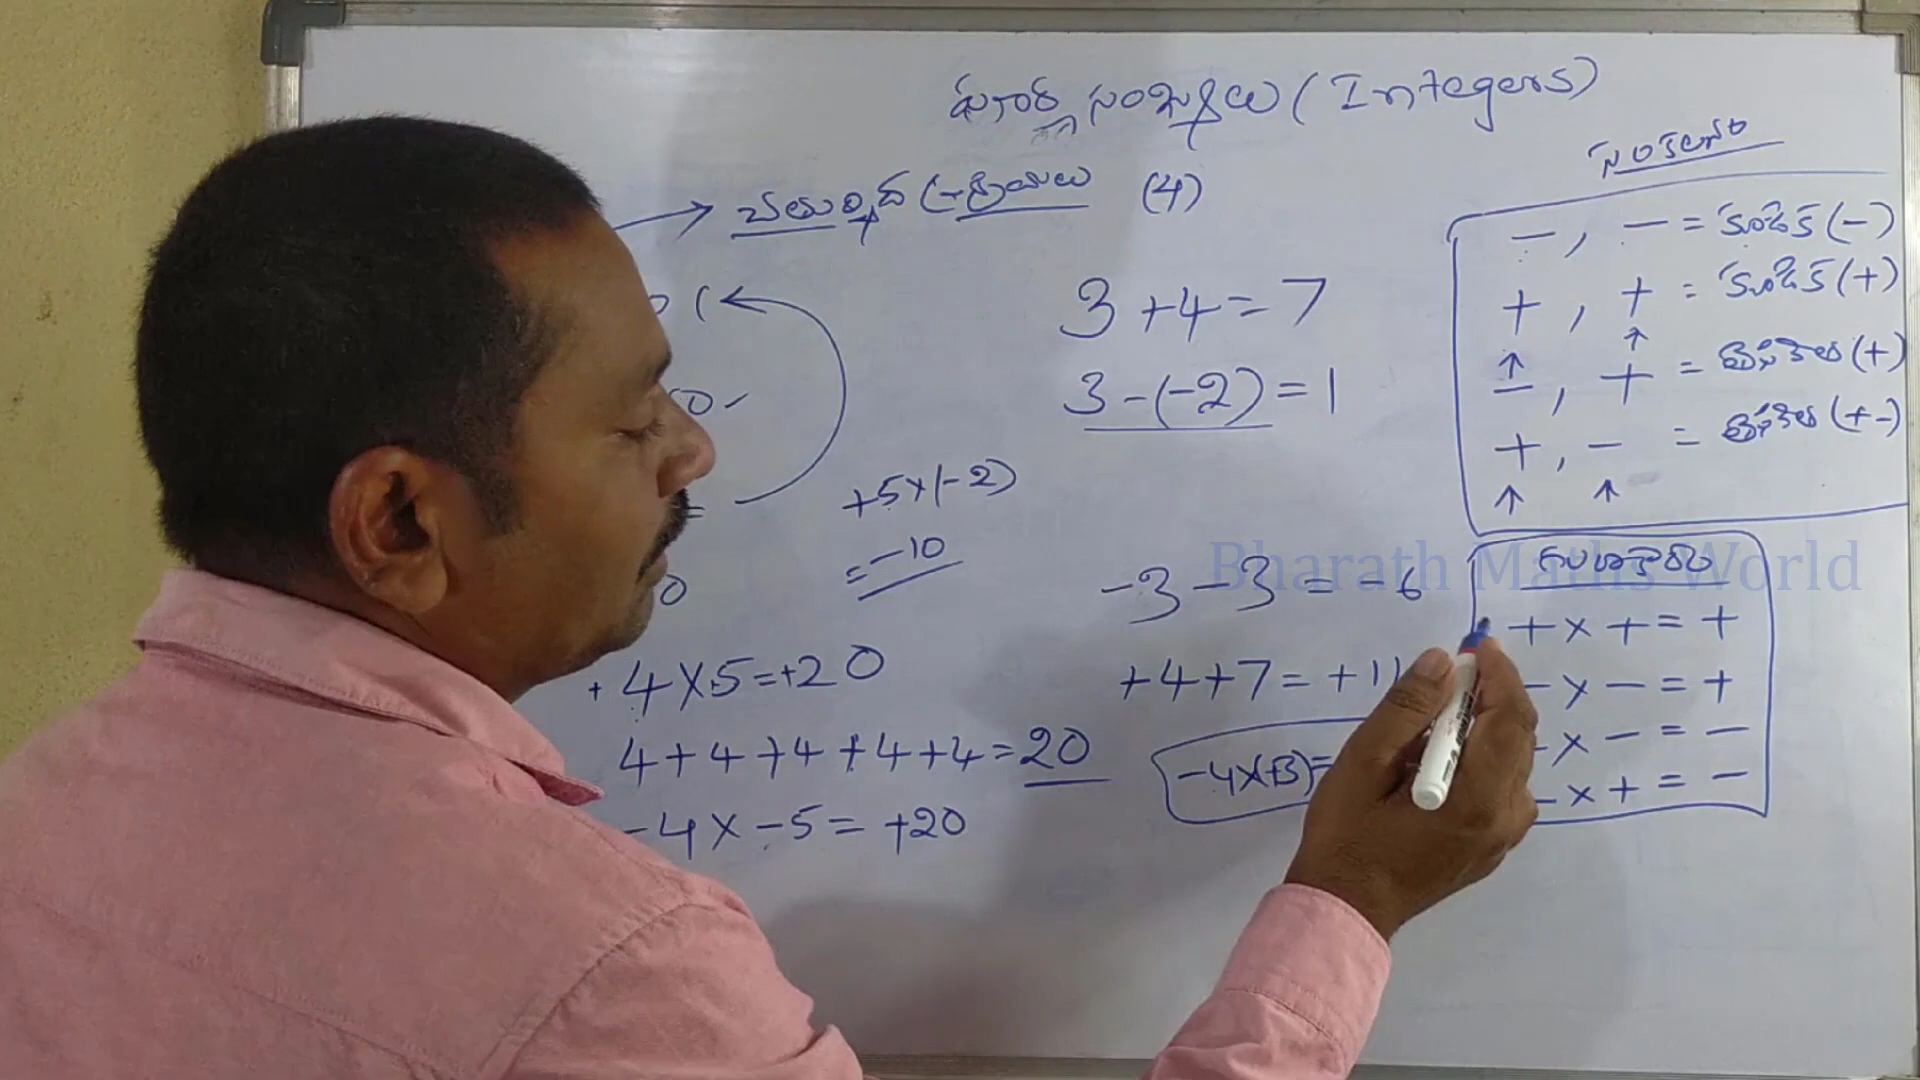 పూర్ణ సంఖ్యలు (Integers)
సంకలనం
చతుర్విద ప్రక్రియలు (4)
-, - = కూడిక (-)
+, + = కూడిక (+)
-, + = తీసివేత (+)
+, - = తీసివేత (+-)
3 + 4 = 7
3 - (-2) = 1
+5 × (-2)
= -10
-3 -3 = -6
+4 + 7 = +11
-4×(+3) =
గుణకారం
+ × + = +
- × - = +
+ × - = -
- × + = -
+ 4 × 5 = +20
4 + 4 + 4 + 4 + 4 = 20
-4 × -5 = +20
Bharath Maths World